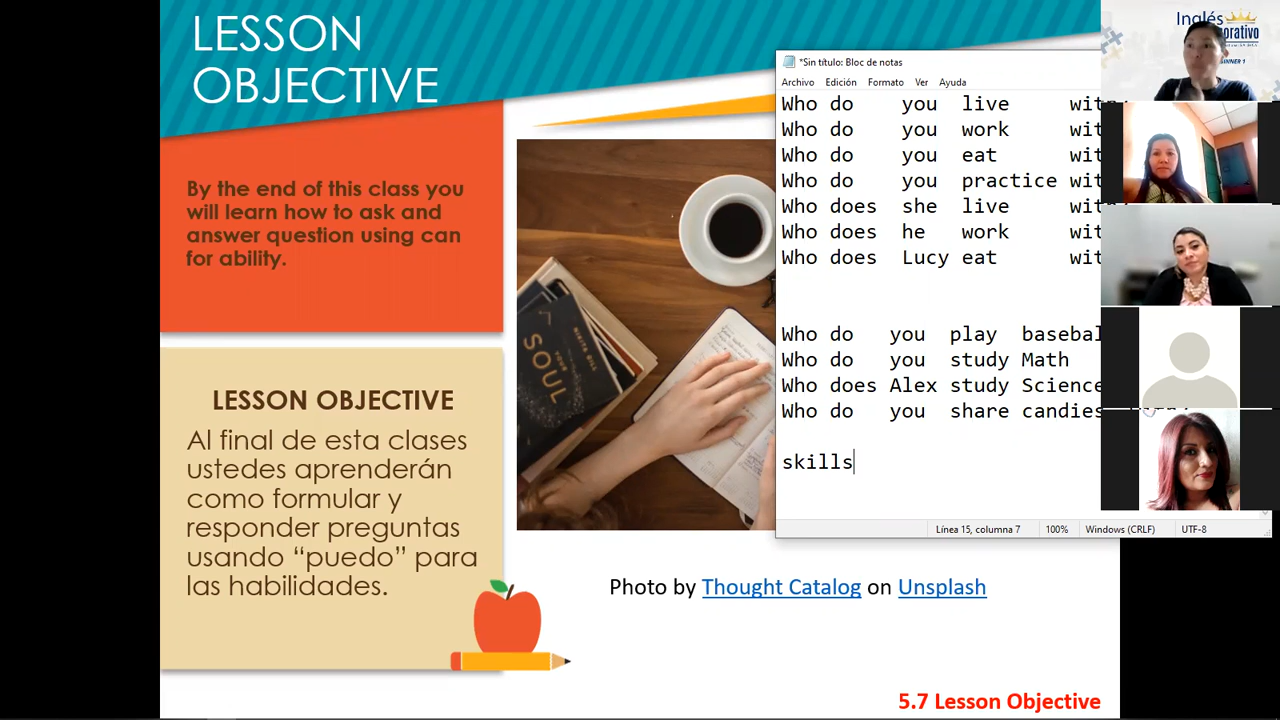 LESSON
OBJECTIVE
By the end of this class you
will learn how to ask and
answer question using can
for ability.
LESSON OBJECTIVE
Al final de esta clases
ustedes aprenderán
como formular y
responder preguntas
usando “puedo” para
las habilidades.
SOUL
Photo by Thought Catalog on Unsplash
5.7 Lesson Objective
*Sin título: Bloc de notas
Archivo Edición Formato Ver Ayuda
Who do you live
Who do you work
Who do you eat
Who do you practice
Who does she live
Who does he work
Who does Lucy eat
Who do you play
Who do you study Math
Who does Alex study Science
Who do you share candies
skills
Línea 15, columna 7 100% Windows (CRLF) UTF-8
Inglés